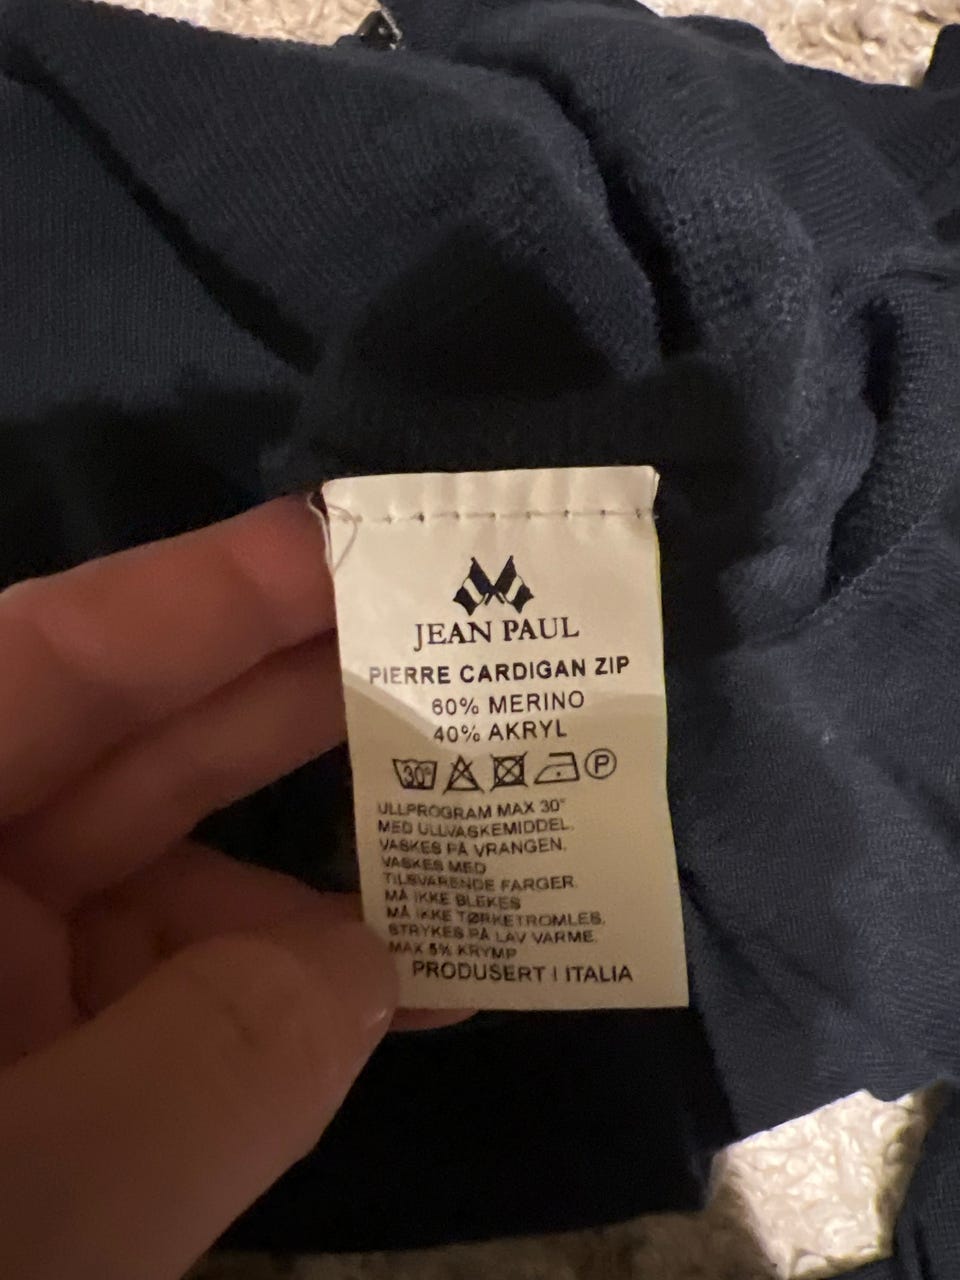 JEAN PAUL
PIERRE CARDIGAN ZIP
60% MERINO
40% AKRYL
30° P
ULLPROGRAM MAX 30°
MED ULLVASKEMIDDEL.
VASKES PÅ VRANGEN.
VASKES MED
TILSVARENDE FARGER.
MÅ IKKE BLEKES
MÅ IKKE TØRKETROMLES.
STRYKES PÅ LAV VARME.
MAX 5% KRYMP
PRODUSERT I ITALIA